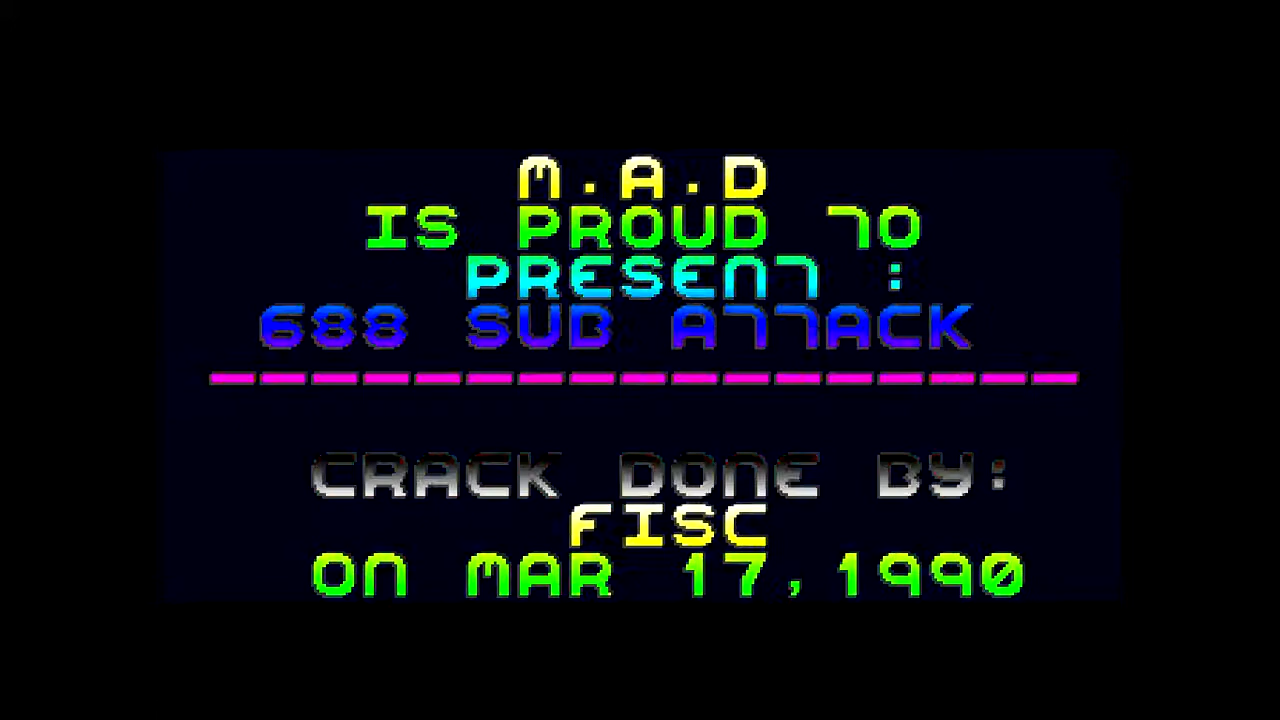 M.A.D
IS PROUD TO
PRESENT :
688 SUB ATTACK
------------------
CRACK DONE BY:
FISC
ON MAR 17,1990